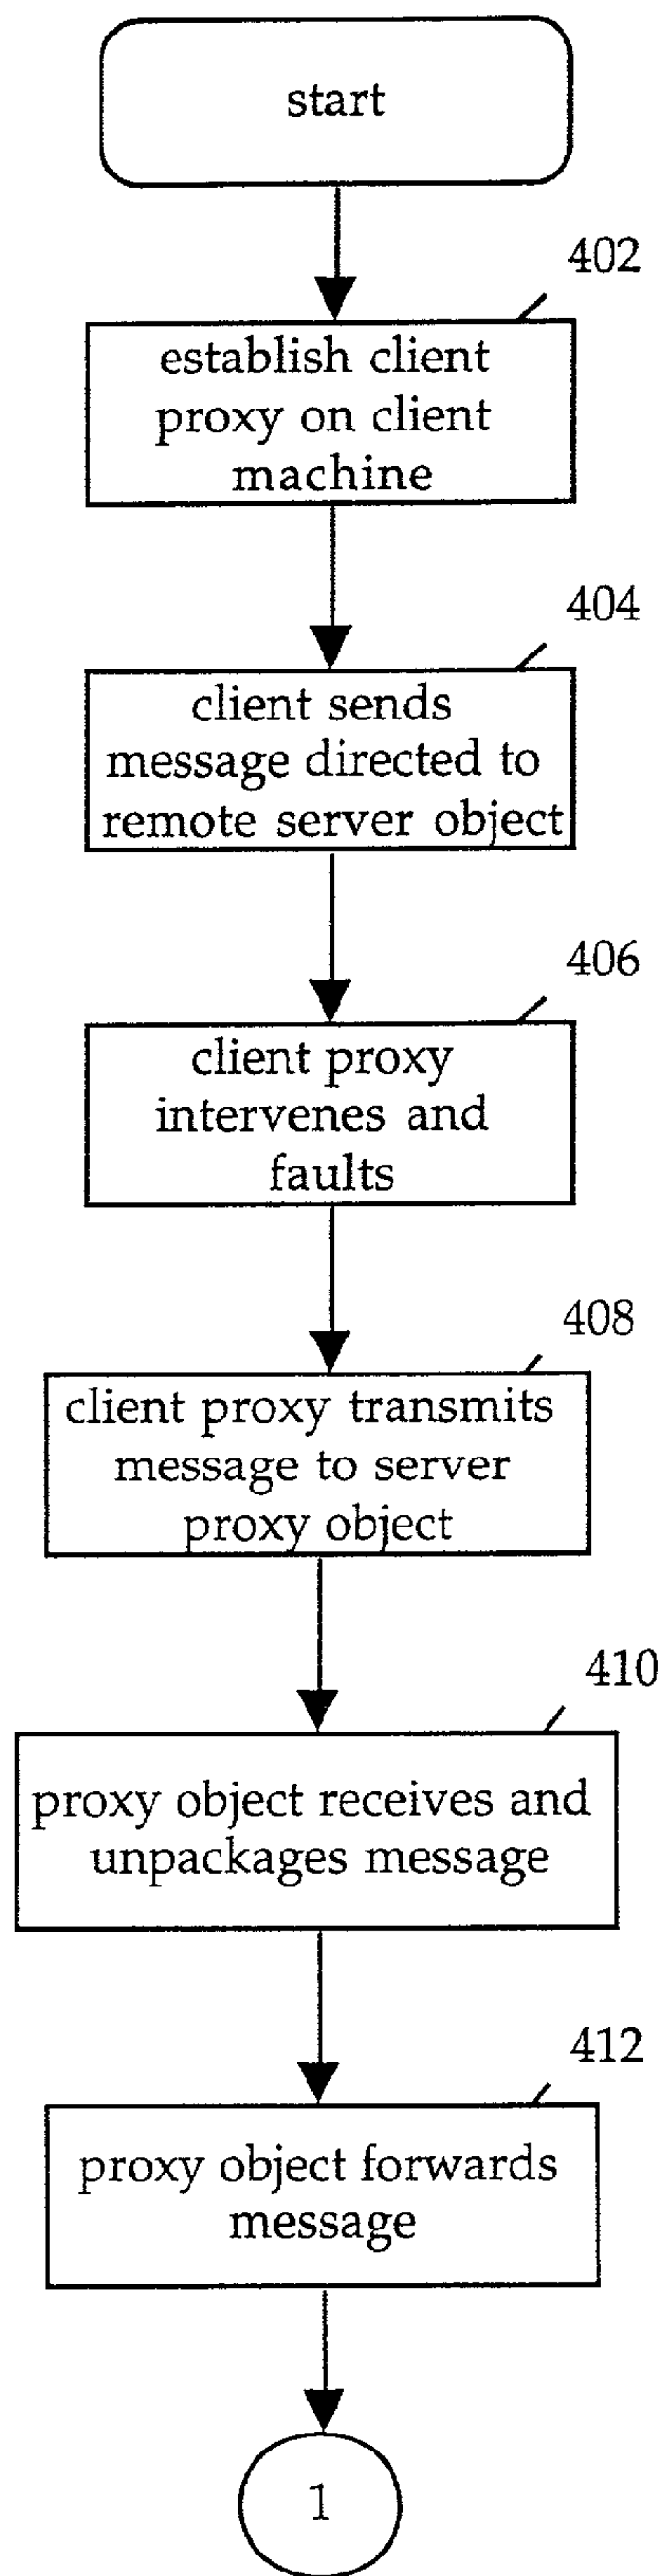 start
402
establish client
proxy on client
machine
404
client sends
message directed to
remote server object
406
client proxy
intervenes and
faults
408
client proxy transmits
message to server
proxy object
410
proxy object receives and
unpackages message
412
proxy object forwards
message
1